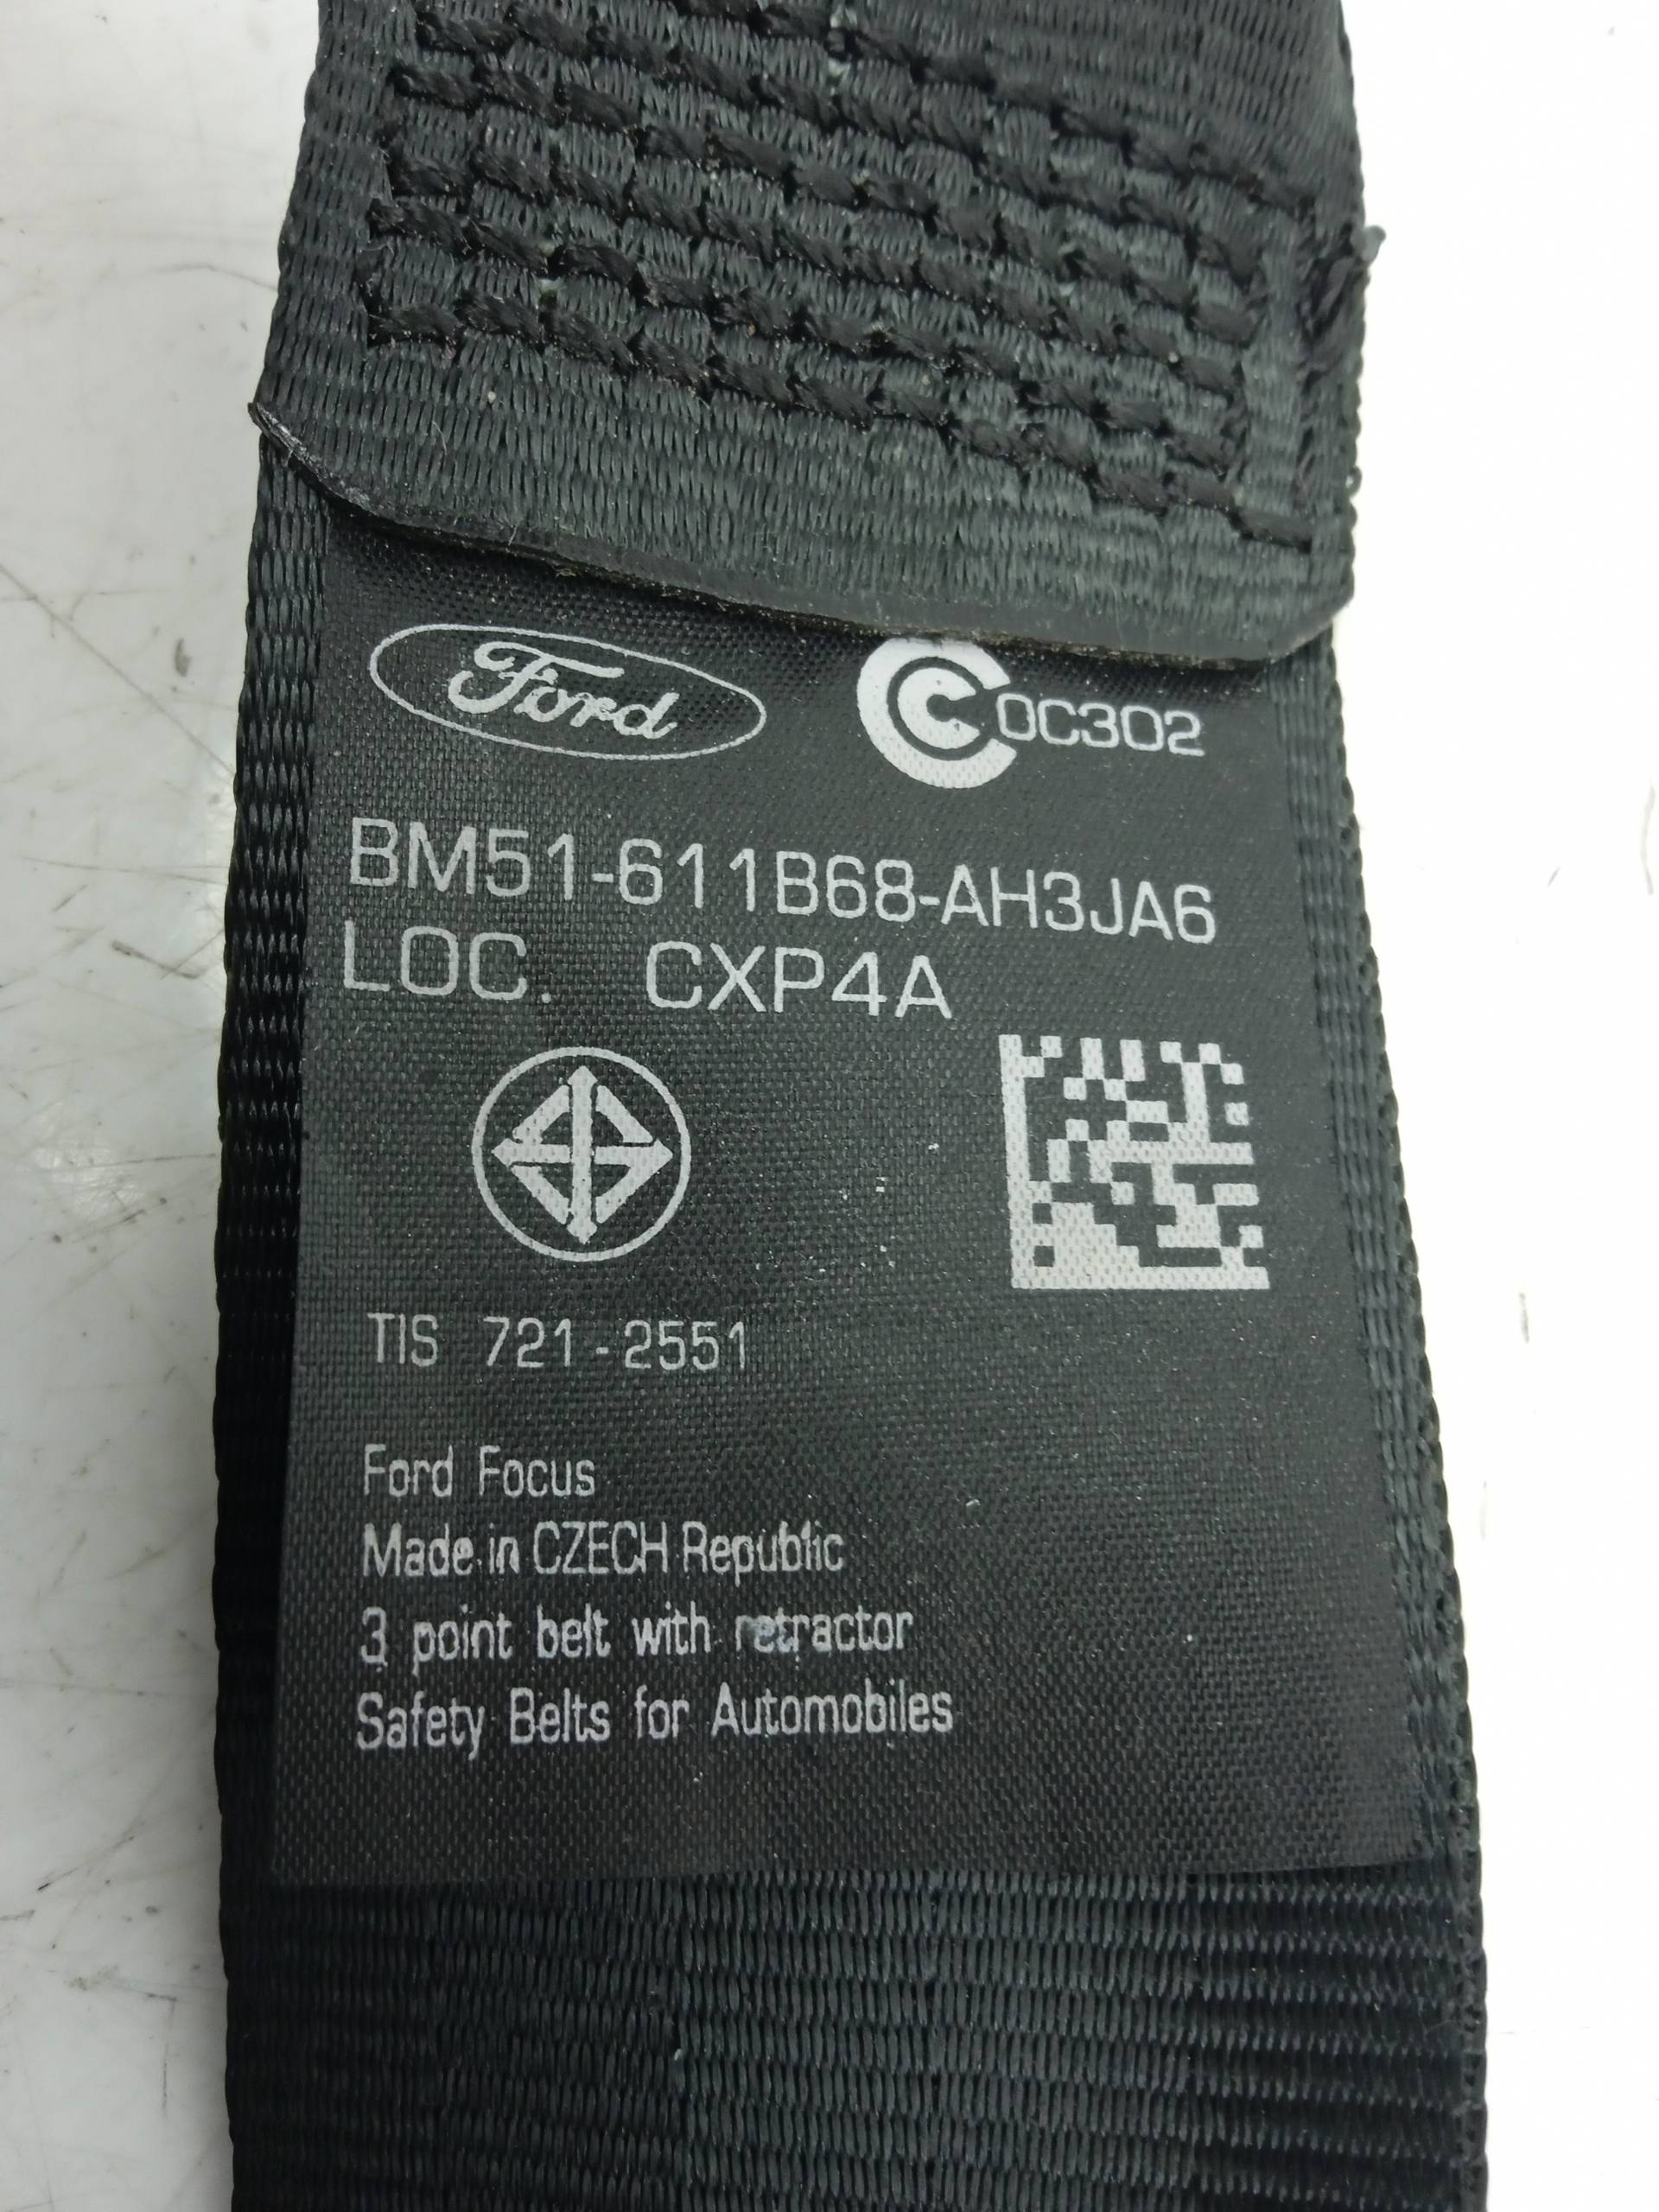 Ford C 0C302
BM51-611B68-AH3JA6
LOC. CXP4A
TIS 721-2551
Ford Focus
Made in CZECH Republic
3 point belt with retractor
Safety Belts for Automobiles